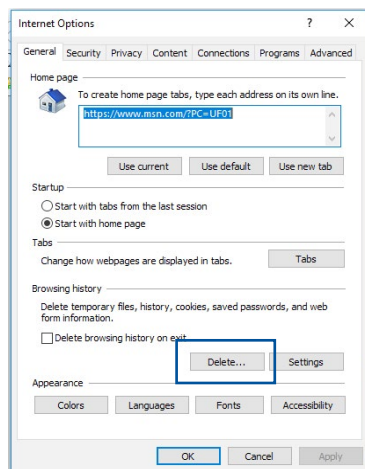 Internet Options ? X
General Security Privacy Content Connections Programs Advanced
Home page
To create home page tabs, type each address on its own line.
https://www.msn.com/?PC=UF01
Use current Use default Use new tab
Startup
Start with tabs from the last session
Start with home page
Tabs
Change how webpages are displayed in tabs. Tabs
Browsing history
Delete temporary files, history, cookies, saved passwords, and web
form information.
Delete browsing history on exit
Delete... Settings
Appearance
Colors Languages Fonts Accessibility
OK Cancel Apply